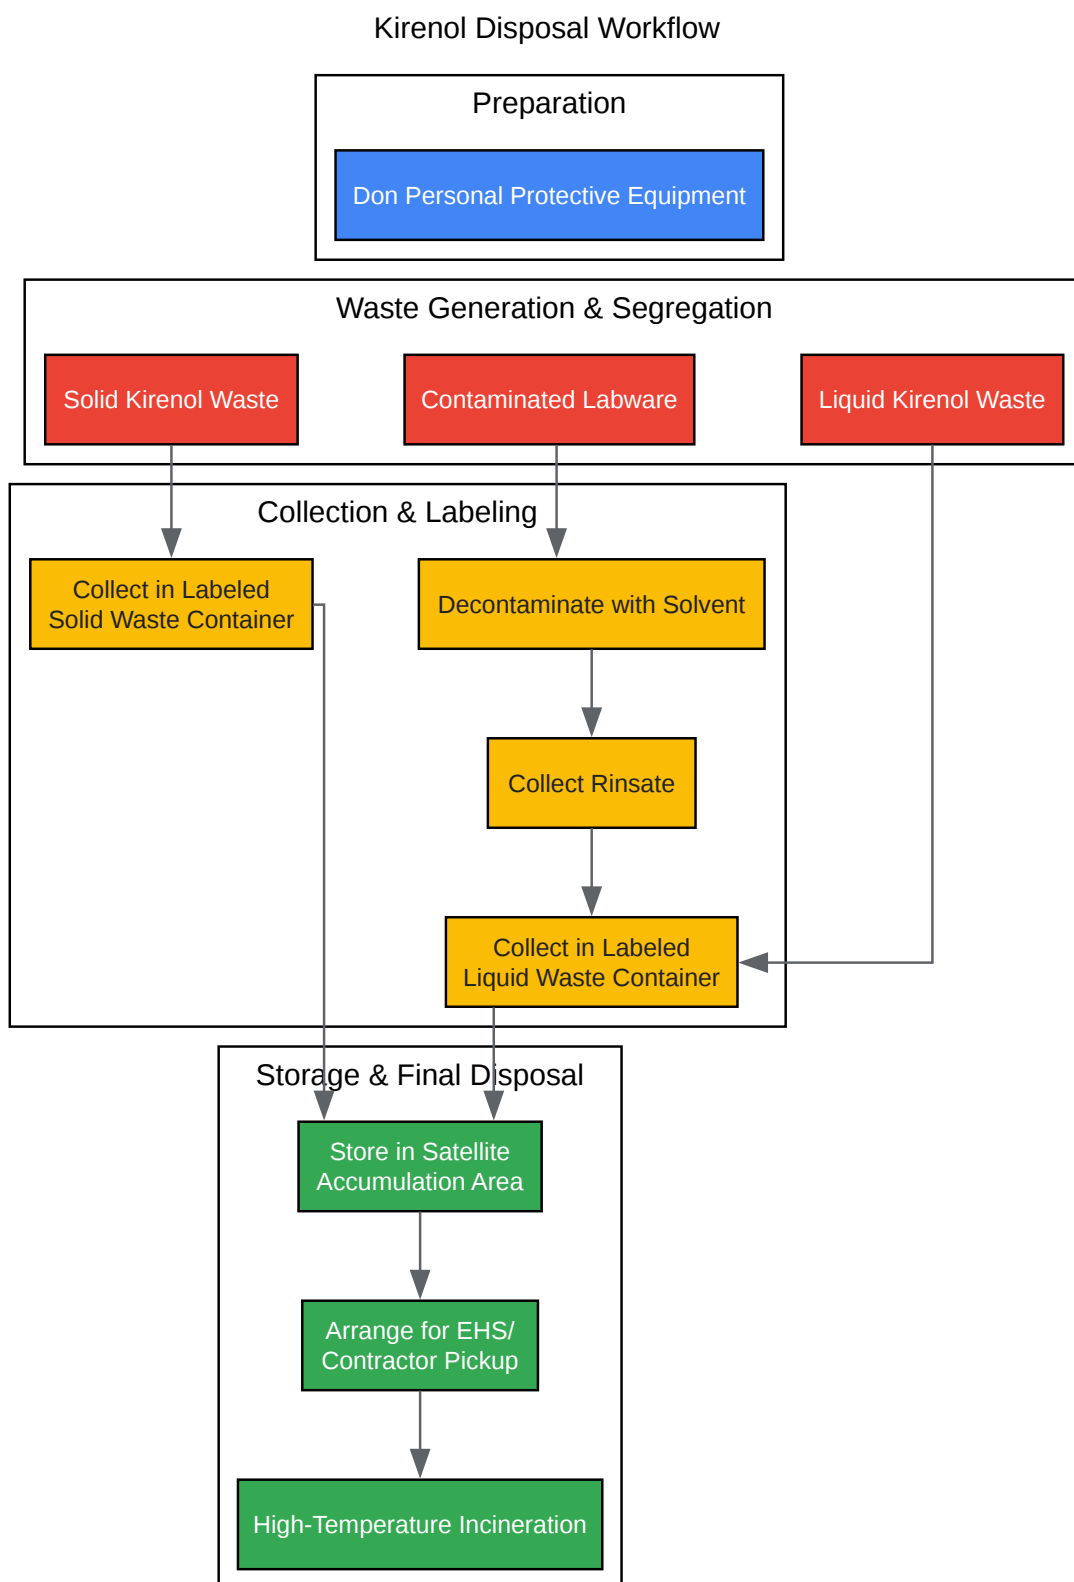 Kirenol Disposal Workflow
Preparation
Don Personal Protective Equipment
Waste Generation & Segregation
Solid Kirenol Waste
Contaminated Labware
Liquid Kirenol Waste
Collection & Labeling
Collect in Labeled
Solid Waste Container
Decontaminate with Solvent
Collect Rinsate
Collect in Labeled
Liquid Waste Container
Storage & Final Disposal
Store in Satellite
Accumulation Area
Arrange for EHS/
Contractor Pickup
High-Temperature Incineration